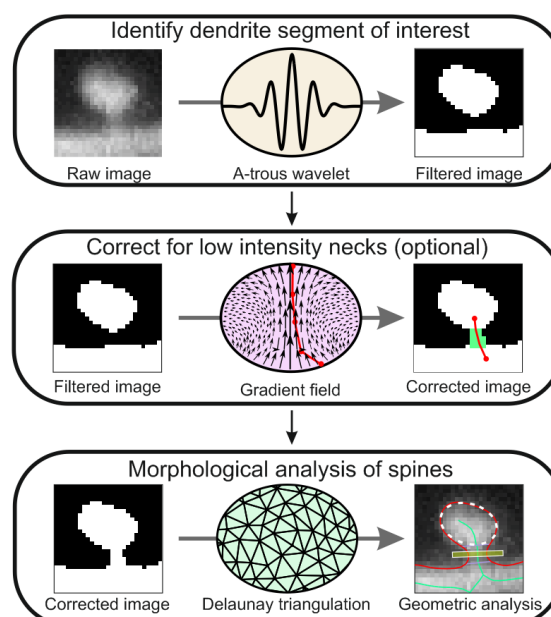 Identify dendrite segment of interest
Raw image
A-trous wavelet
Filtered image
Correct for low intensity necks (optional)
Filtered image
Gradient field
Corrected image
Morphological analysis of spines
Corrected image
Delaunay triangulation
Geometric analysis